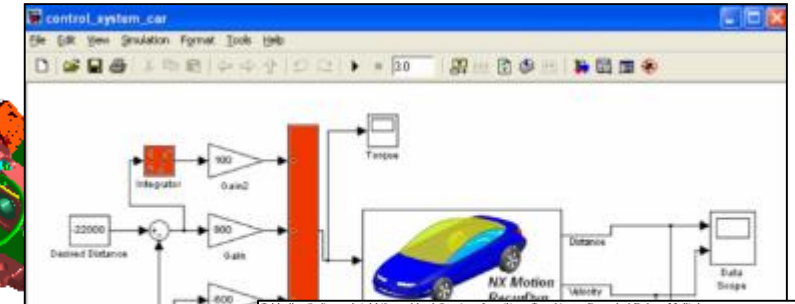 control_system_car
File Edit View Simulation Format Tools Help
3.0
Torque
100
Integrator
Gain2
-22000
Desired Distance
800
Gain
-600
NX Motion
Distance
Velocity
Data
Scope